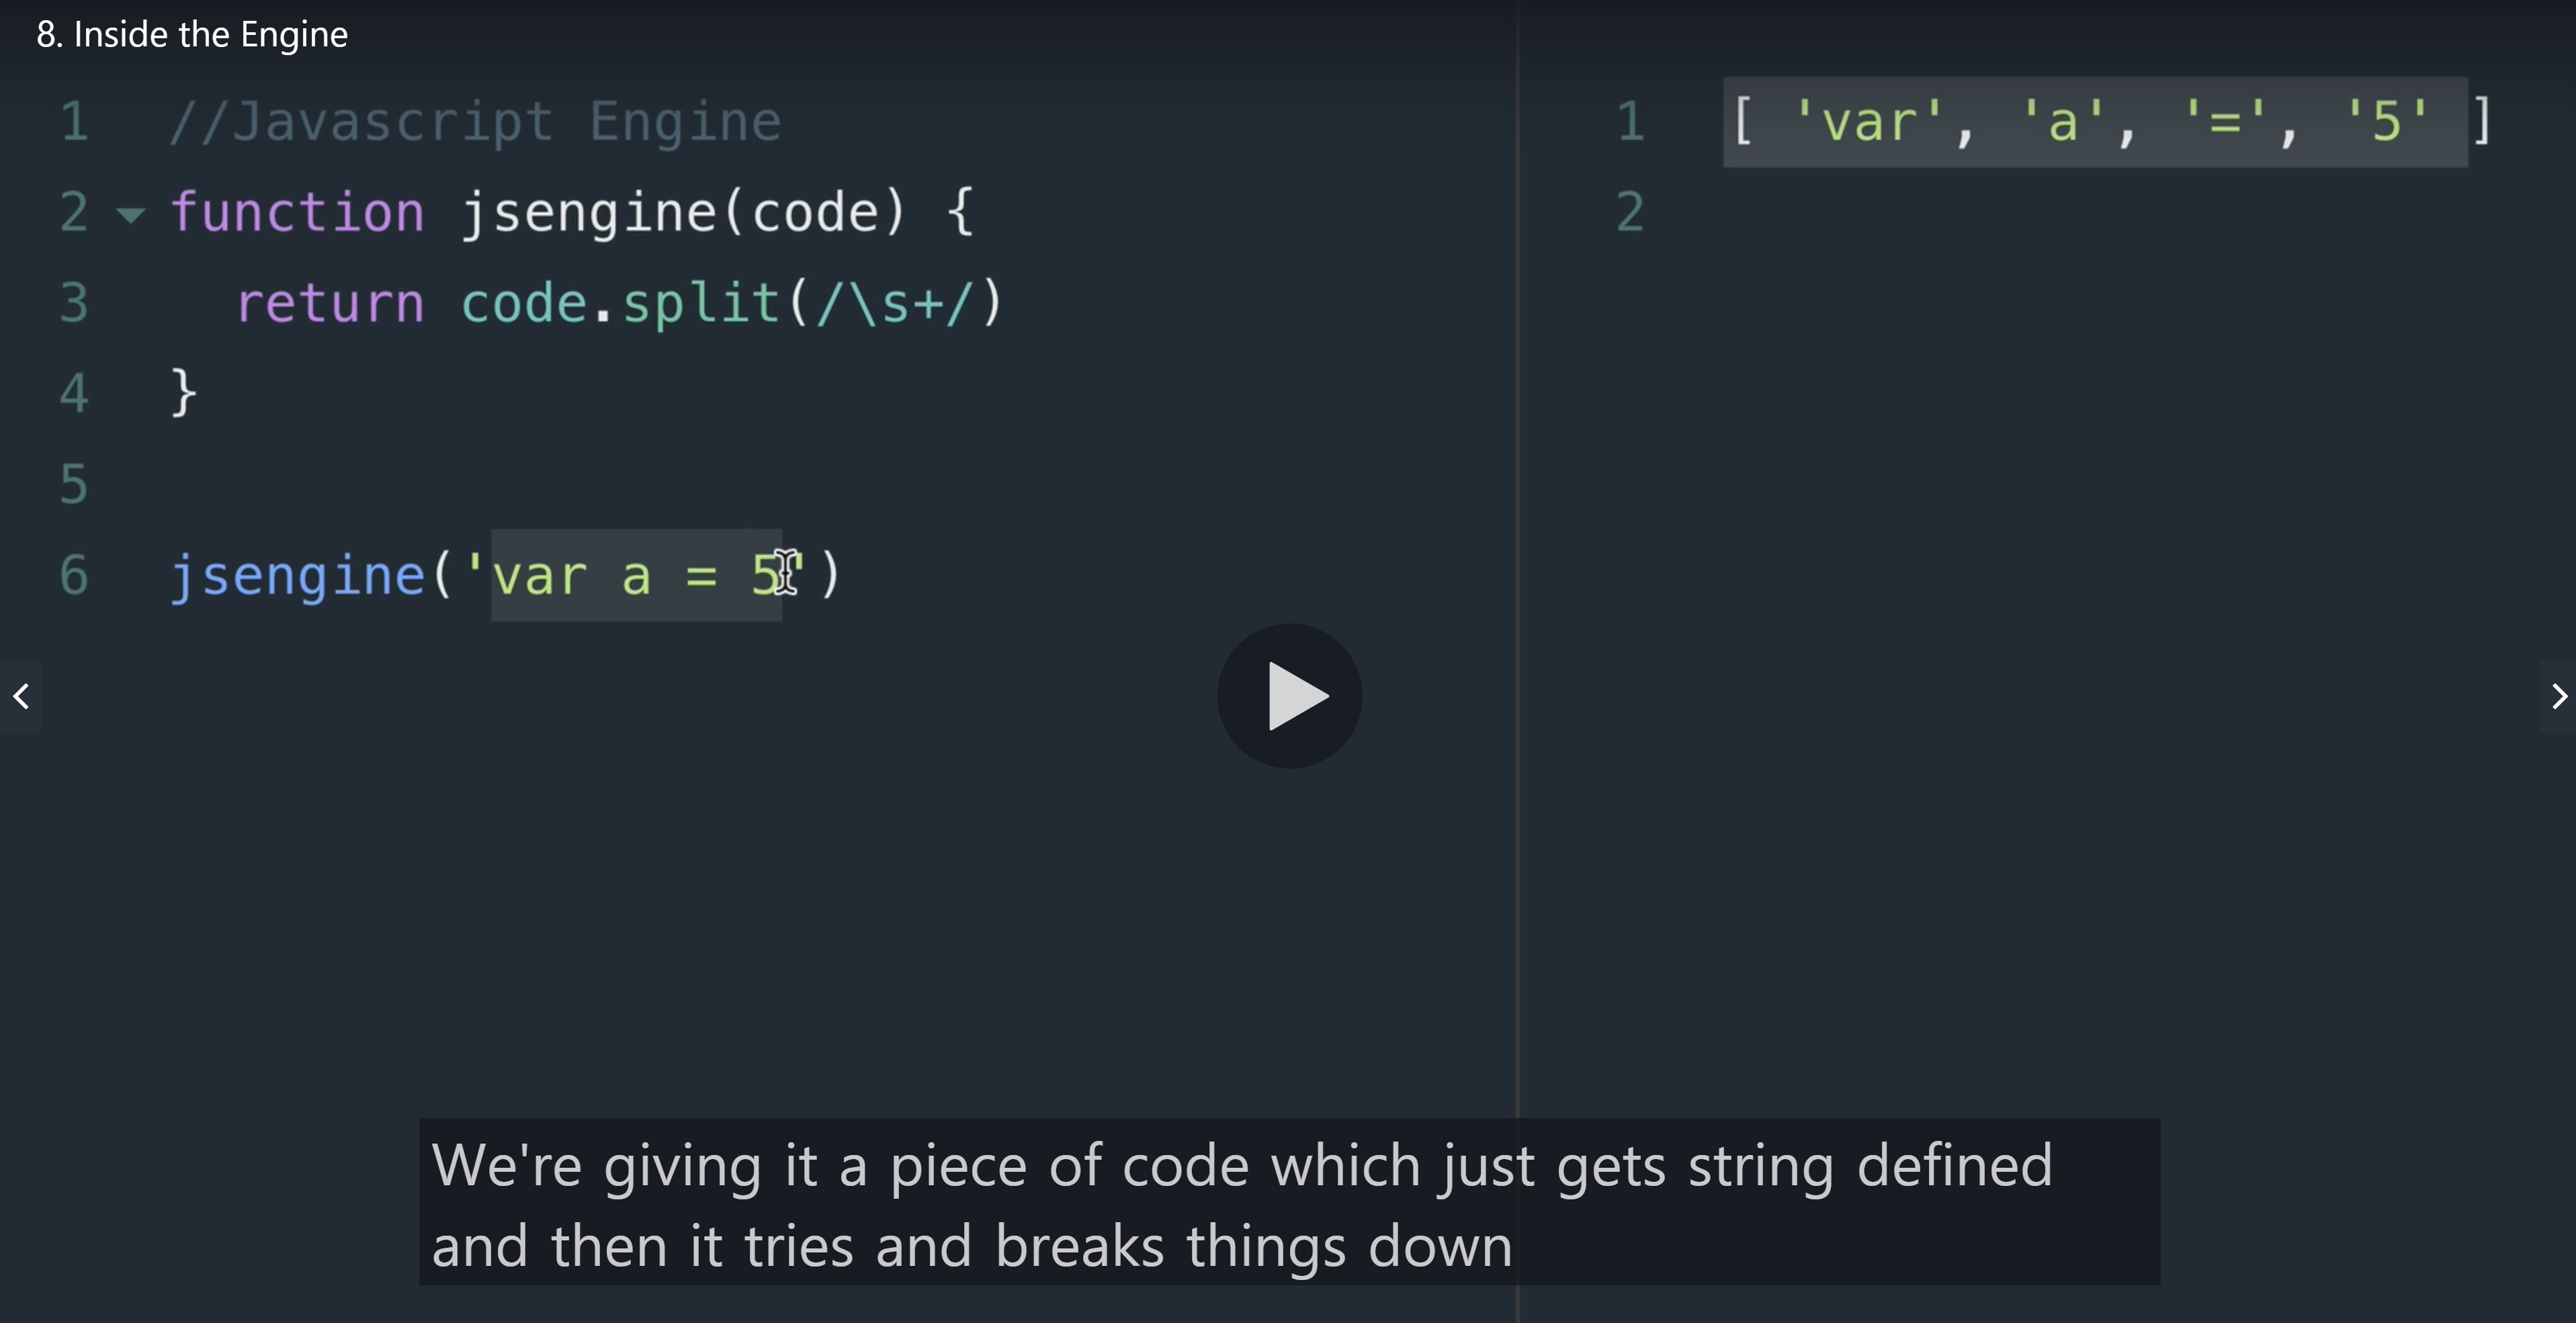 8. Inside the Engine
1 //Javascript Engine
2 function jsengine(code) {
3 return code.split(/\s+/)
4 }
5
6 jsengine('var a = 5')
1 [ 'var', 'a', '=', '5' ]
2
We're giving it a piece of code which just gets string defined
and then it tries and breaks things down